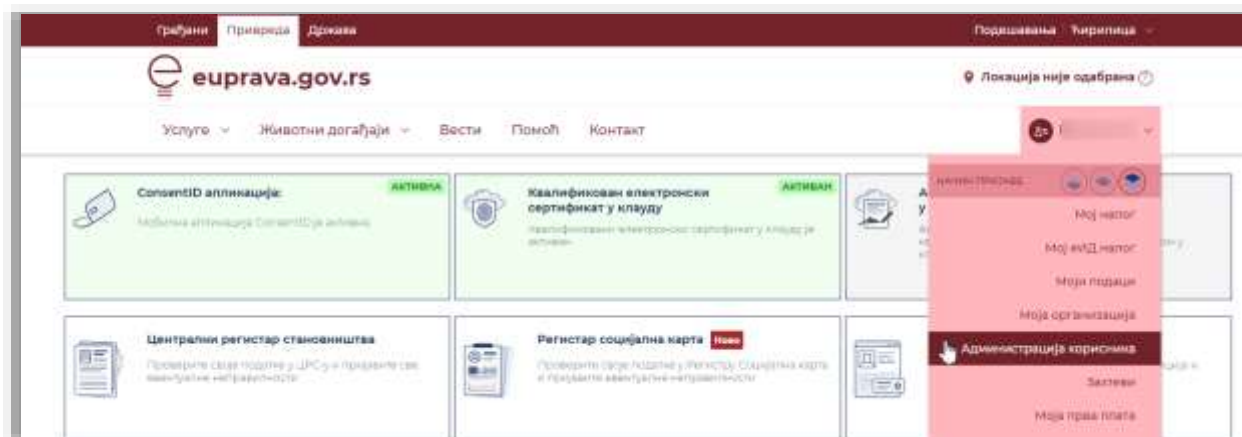 Грађани Привреда Држава Подешавања Ћирилица
euprava.gov.rs Локација није одабрана
Услуге Животни догађаји Вести Помоћ Контакт
ConsentID апликација: АКТИВНА
Мобилна апликација ConsentID је активна
Квалификован електронски сертификат у клауду АКТИВАН
Квалификовани електронски сертификат у клауду је активан
Мој налог
Мој еИД налог
Моји подаци
Моја организација
Администрација корисника
Захтеви
Моја прва плата
Централни регистар становништва
Проверите своје податке у ЦРС-у и пријавите све
евентуалне неправилности
Регистар социјална карта Ново
Проверите своје податке у Регистру Социјална карта
и пријавите евентуалне неправилности